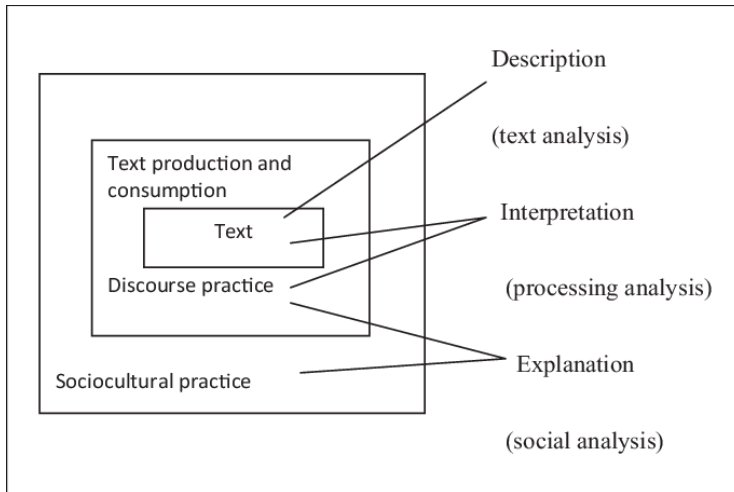 Description
(text analysis)
Text production and
consumption
Text
Interpretation
Discourse practice
(processing analysis)
Explanation
Sociocultural practice
(social analysis)